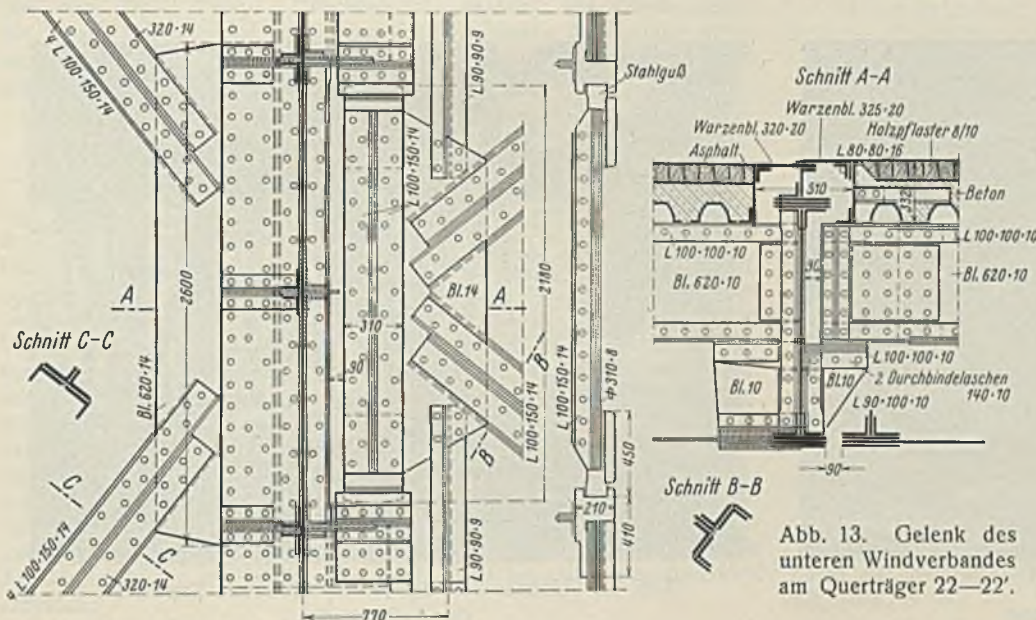 320·14
4 L 100·150·14
2600
A
Schnitt C-C
Bl. 620·14
C
C
4 L 100·150·14
320·14
770
310
90
L 90·90·9
L 100·150·14
Bl. 14
A
2180
B
B
L 100·150·14
L 90·90·9
Stahlguß
L 100·150·14
⌀ 310·8
450
210
410
Schnitt A-A
Warzenbl. 325·20
Warzenbl. 320·20
Holzpflaster 8/10
Asphalt
L 80·80·16
510
132
Beton
L 100·100·10
L 100·100·10
90
Bl. 620·10
Bl. 620·10
L 100·100·10
Bl. 10
Bl. 10
2 Durchbindelaschen
140·10
L 90·100·10
90
Schnitt B-B
Abb. 13. Gelenk des
unteren Windverbandes
am Querträger 22—22′.